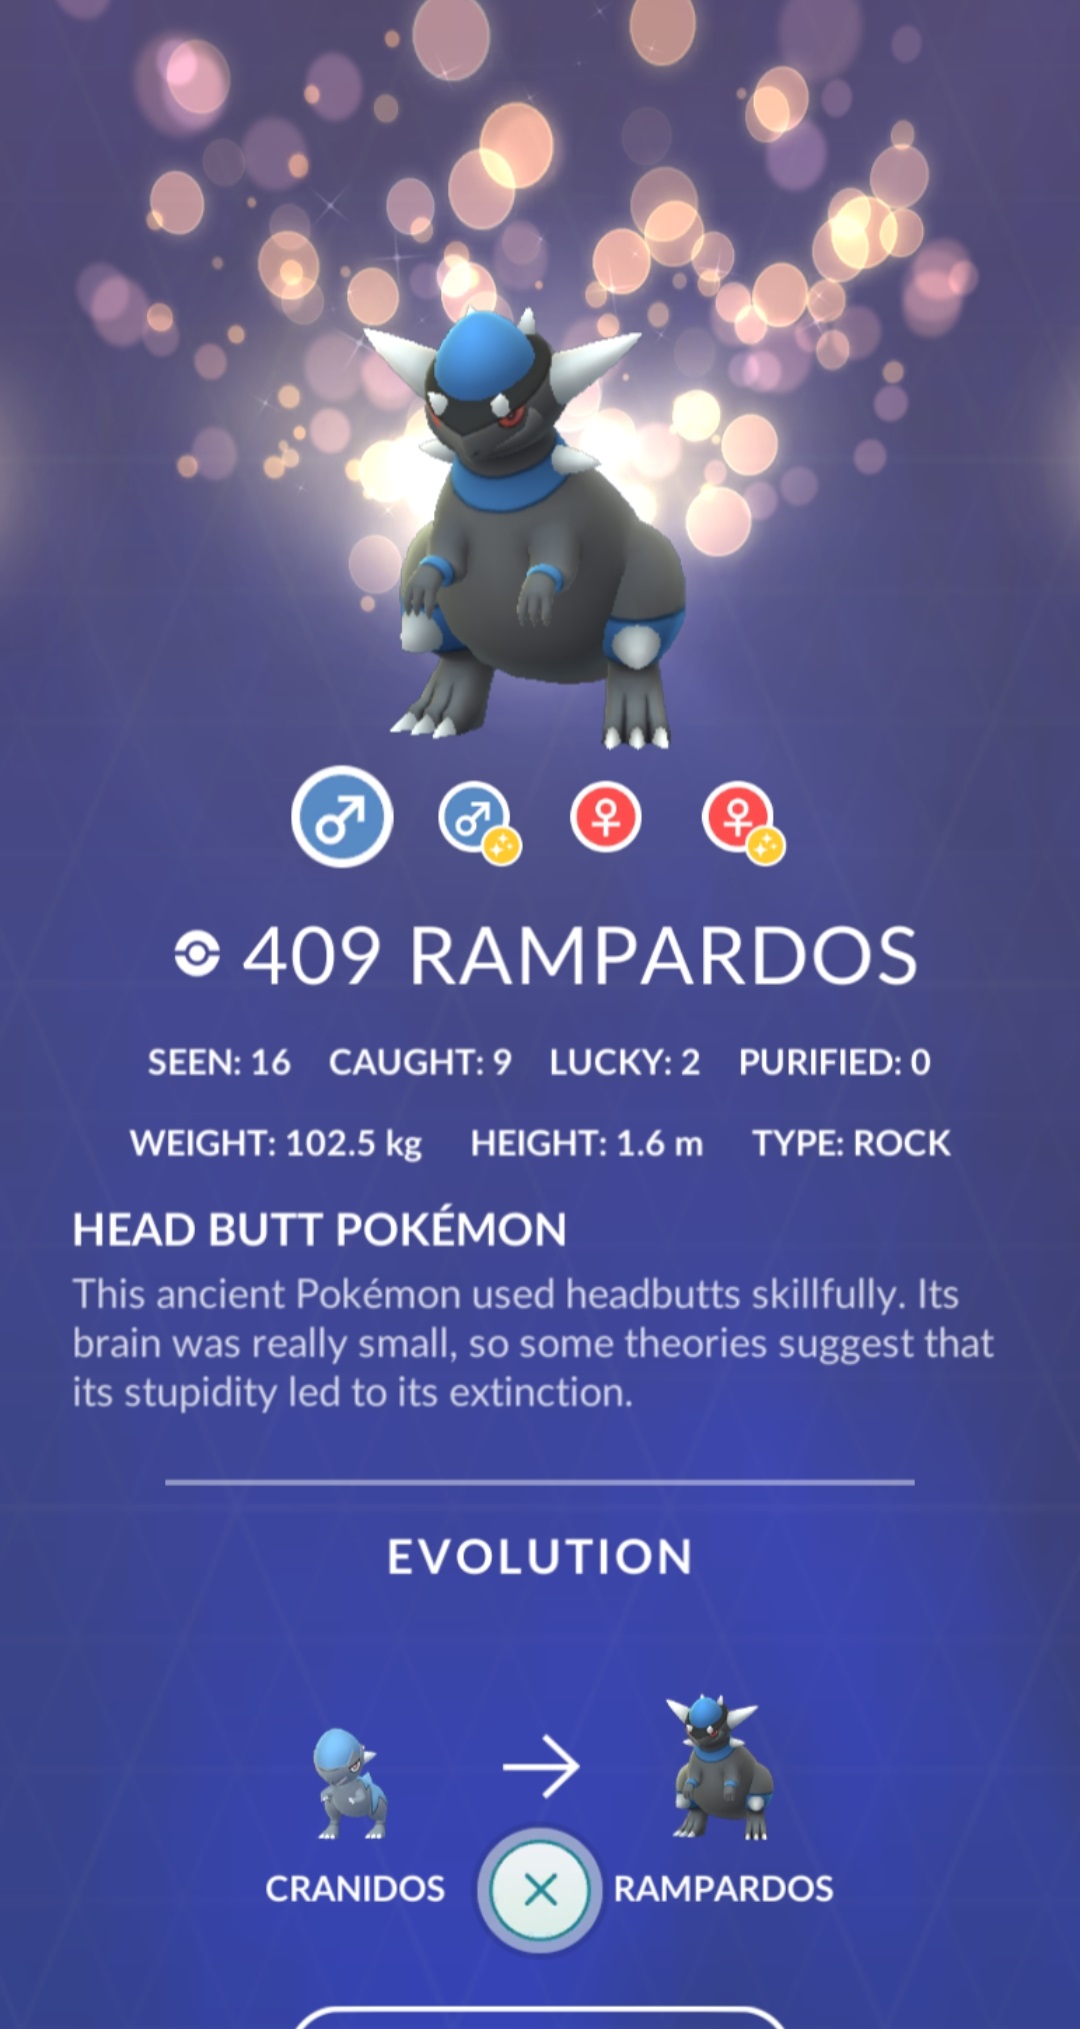 409 RAMPARDOS
SEEN: 16 CAUGHT: 9 LUCKY: 2 PURIFIED: 0
WEIGHT: 102.5 kg HEIGHT: 1.6 m TYPE: ROCK
HEAD BUTT POKÉMON
This ancient Pokémon used headbutts skillfully. Its
brain was really small, so some theories suggest that
its stupidity led to its extinction.
EVOLUTION
CRANIDOS RAMPARDOS